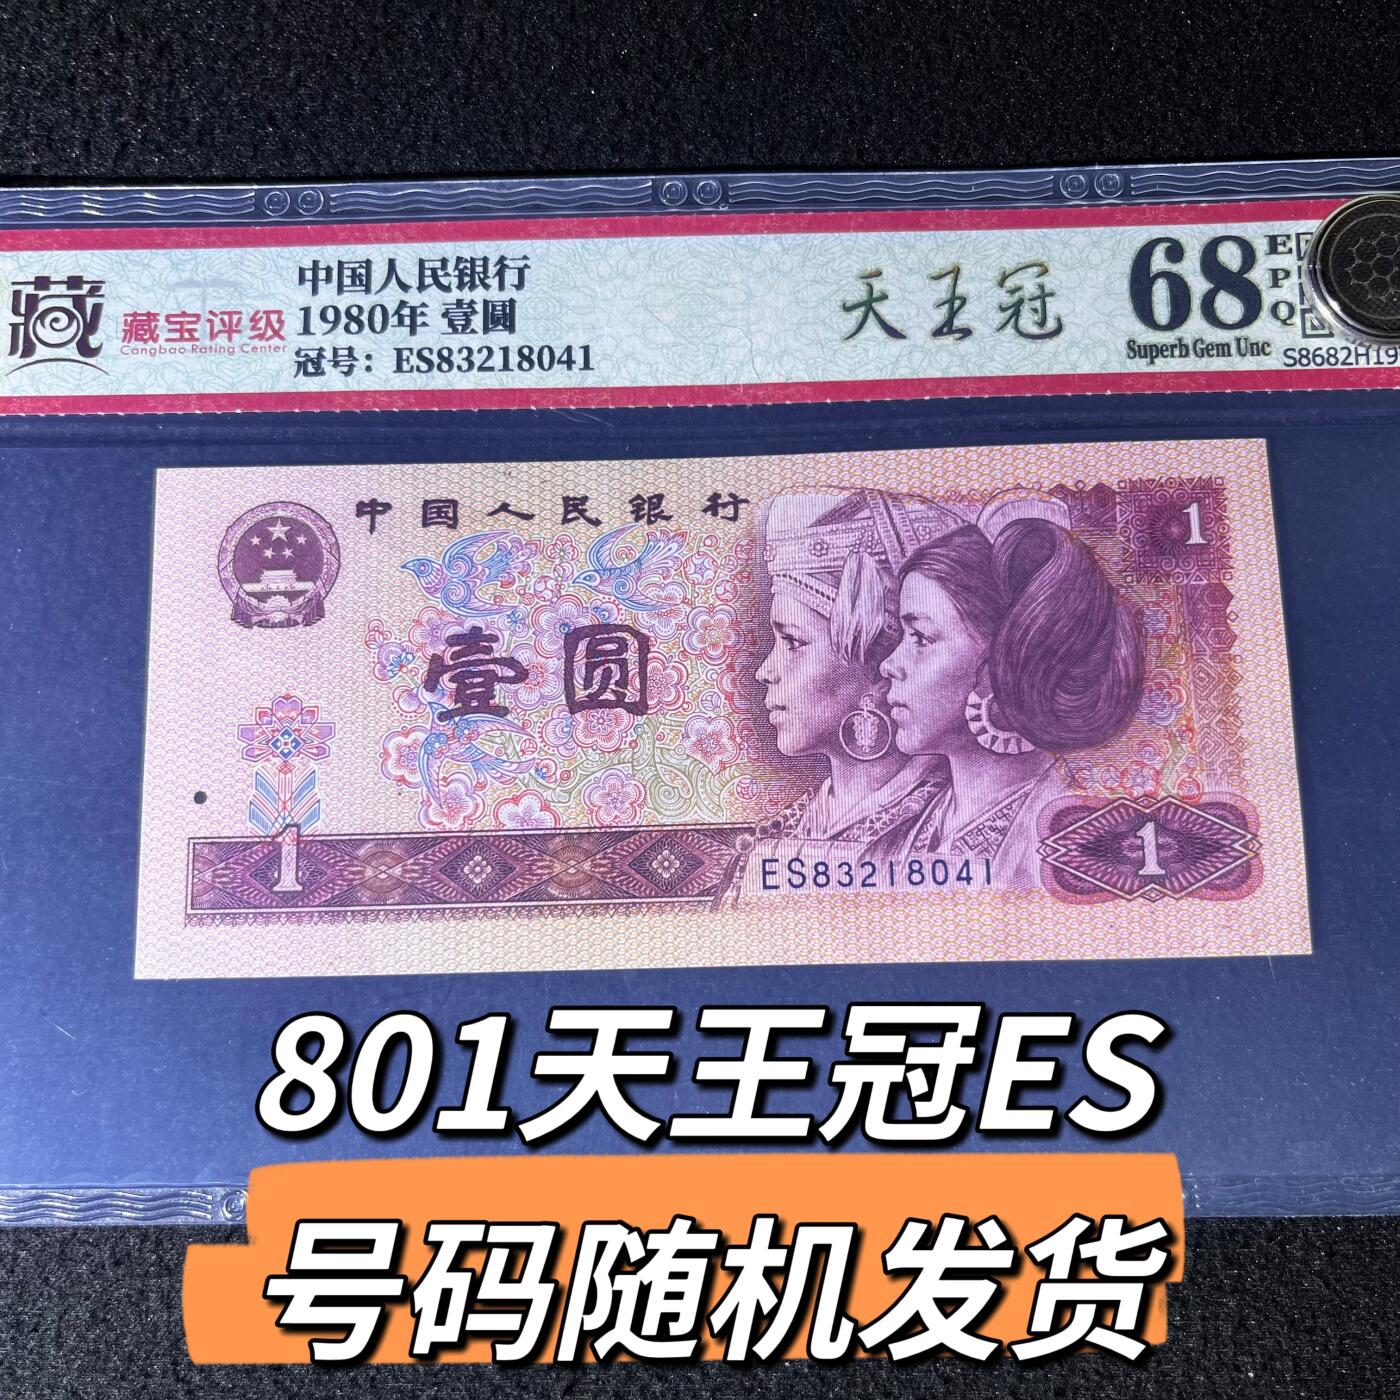 藏
藏宝评级
Cangbao Rating Center
中国人民银行
1980年 壹圆
冠号：ES83218041
天王冠
68
EPQ
Superb Gem Unc
S8682H19
中国人民银行
1
壹圆
1
ES83218041
1
801天王冠ES
号码随机发货